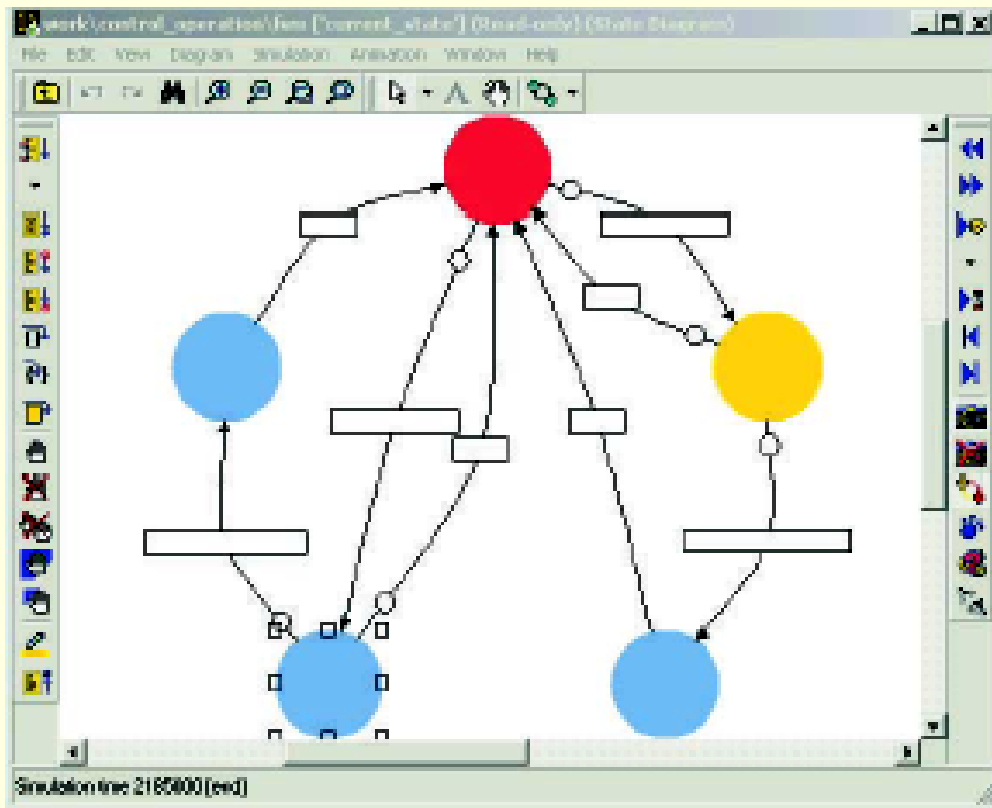 work\control_operation\fsm ['current_state'] (Read-only) (State Diagram)
File Edit View Diagram Simulation Animation Window Help
Simulation time 2185000 [end]